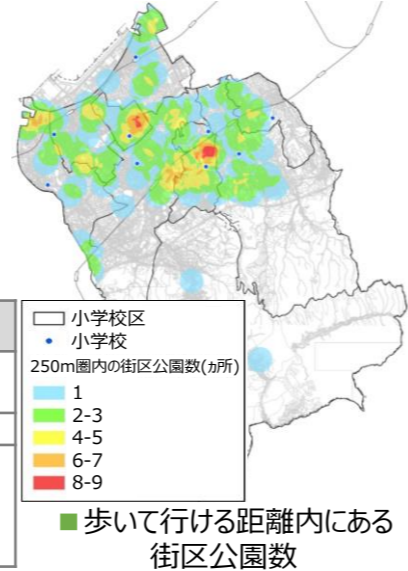 小学校区
小学校
250m圏内の街区公園数(ヵ所)
1
2-3
4-5
6-7
8-9
■歩いて行ける距離内にある
街区公園数